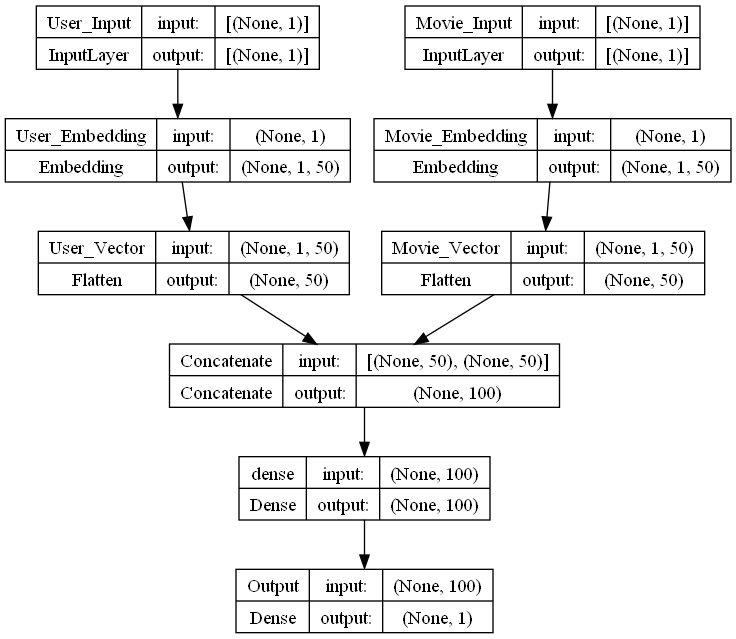 User_Input input: [(None, 1)]
InputLayer output: [(None, 1)]
Movie_Input input: [(None, 1)]
InputLayer output: [(None, 1)]
User_Embedding input: (None, 1)
Embedding output: (None, 1, 50)
Movie_Embedding input: (None, 1)
Embedding output: (None, 1, 50)
User_Vector input: (None, 1, 50)
Flatten output: (None, 50)
Movie_Vector input: (None, 1, 50)
Flatten output: (None, 50)
Concatenate input: [(None, 50), (None, 50)]
Concatenate output: (None, 100)
dense input: (None, 100)
Dense output: (None, 100)
Output input: (None, 100)
Dense output: (None, 1)